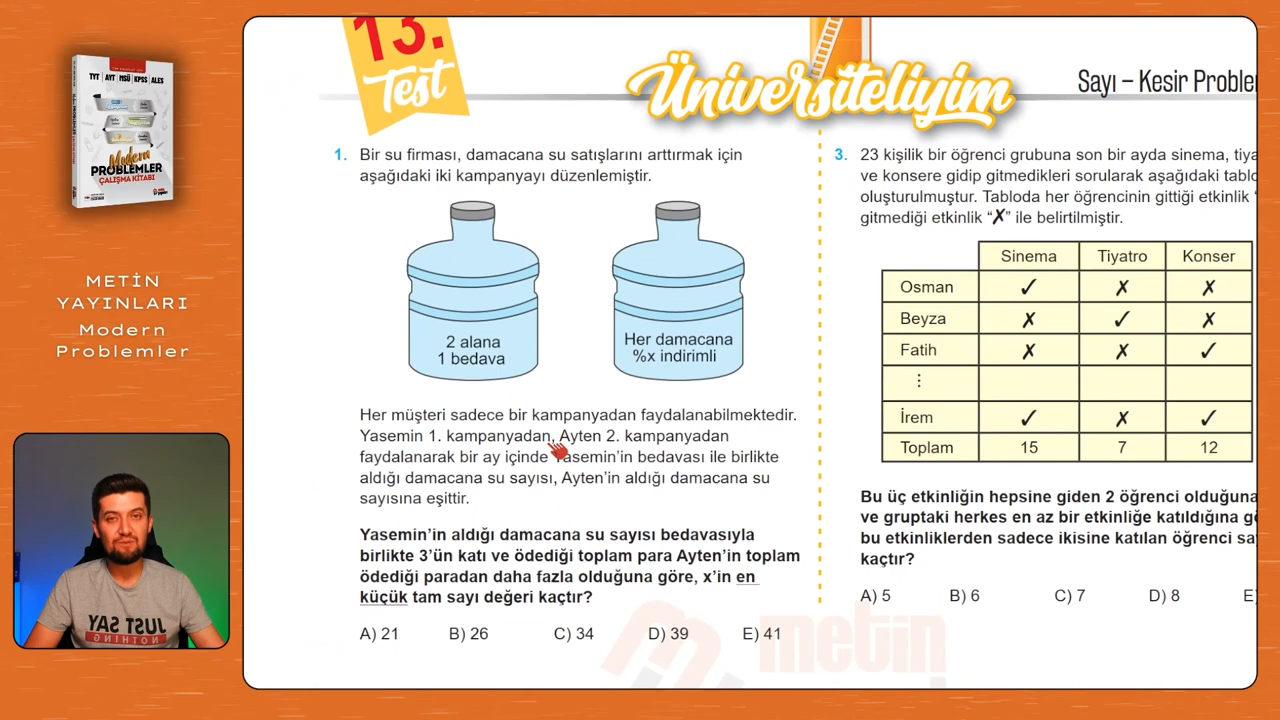 TYT | AYT | MSÜ | KPSS | ALES
Modern
PROBLEMLER
ÇALIŞMA KİTABI
METİN
YAYINLARI
Modern
Problemler
JUST SAY
NOTHING
13.
Test
Üniversiteliyim
Sayı – Kesir Probler
1. Bir su firması, damacana su satışlarını arttırmak için
aşağıdaki iki kampanyayı düzenlemiştir.
2 alana
1 bedava
Her damacana
%x indirimli
Her müşteri sadece bir kampanyadan faydalanabilmektedir.
Yasemin 1. kampanyadan, Ayten 2. kampanyadan
faydalanarak bir ay içinde Yasemin'in bedavası ile birlikte
aldığı damacana su sayısı, Ayten'in aldığı damacana su
sayısına eşittir.
Yasemin'in aldığı damacana su sayısı bedavasıyla
birlikte 3'ün katı ve ödediği toplam para Ayten'in toplam
ödediği paradan daha fazla olduğuna göre, x'in en
küçük tam sayı değeri kaçtır?
A) 21 B) 26 C) 34 D) 39 E) 41
3. 23 kişilik bir öğrenci grubuna son bir ayda sinema, tiya
ve konsere gidip gitmedikleri sorularak aşağıdaki tablo
oluşturulmuştur. Tabloda her öğrencinin gittiği etkinlik "
gitmediği etkinlik "✗" ile belirtilmiştir.
Sinema Tiyatro Konser
Osman ✓ ✗ ✗
Beyza ✗ ✓ ✗
Fatih ✗ ✗ ✓
⋮
İrem ✓ ✗ ✓
Toplam 15 7 12
Bu üç etkinliğin hepsine giden 2 öğrenci olduğuna
ve gruptaki herkes en az bir etkinliğe katıldığına gö
bu etkinliklerden sadece ikisine katılan öğrenci sa
kaçtır?
A) 5 B) 6 C) 7 D) 8 E)
metin